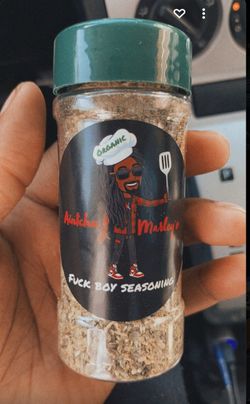 ORGANIC
Marley's
FUCK BOY SEASONING